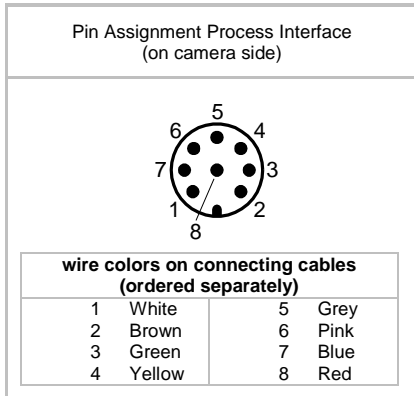 Pin Assignment Process Interface
(on camera side)
5
6 4
7 3
1 2
8
wire colors on connecting cables
(ordered separately)
1 White 5 Grey
2 Brown 6 Pink
3 Green 7 Blue
4 Yellow 8 Red